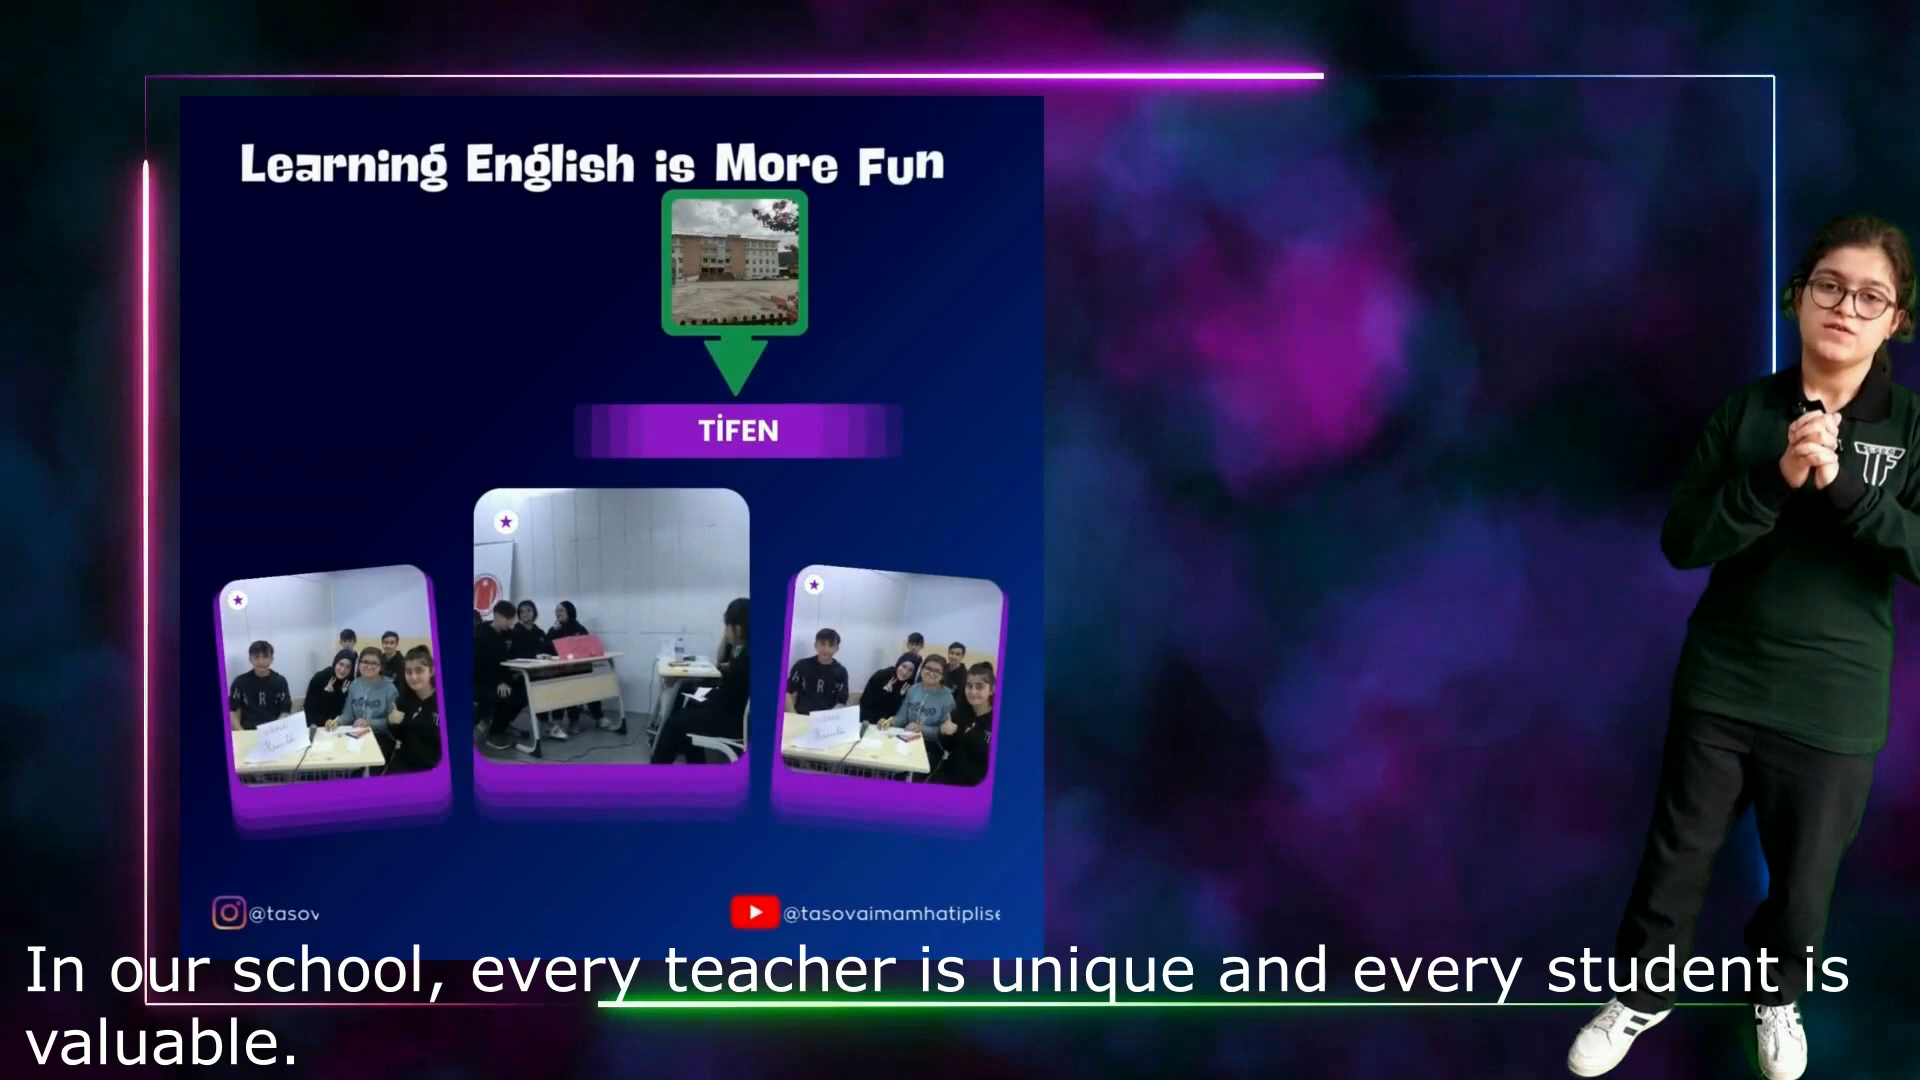 Learning English is More Fun
TİFEN
@tasov
@tasovaimamhatiplise
TF
In our school, every teacher is unique and every student is
valuable.